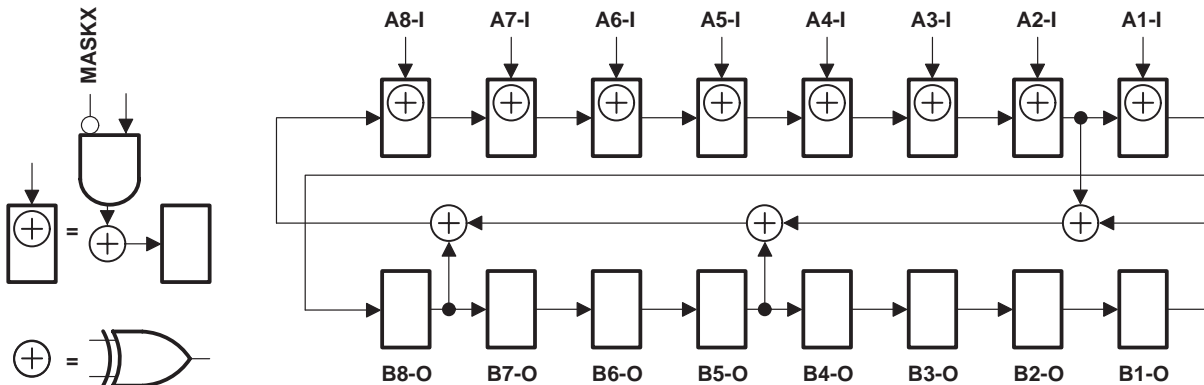 MASKX
=
=
A8-I A7-I A6-I A5-I A4-I A3-I A2-I A1-I
B8-O B7-O B6-O B5-O B4-O B3-O B2-O B1-O